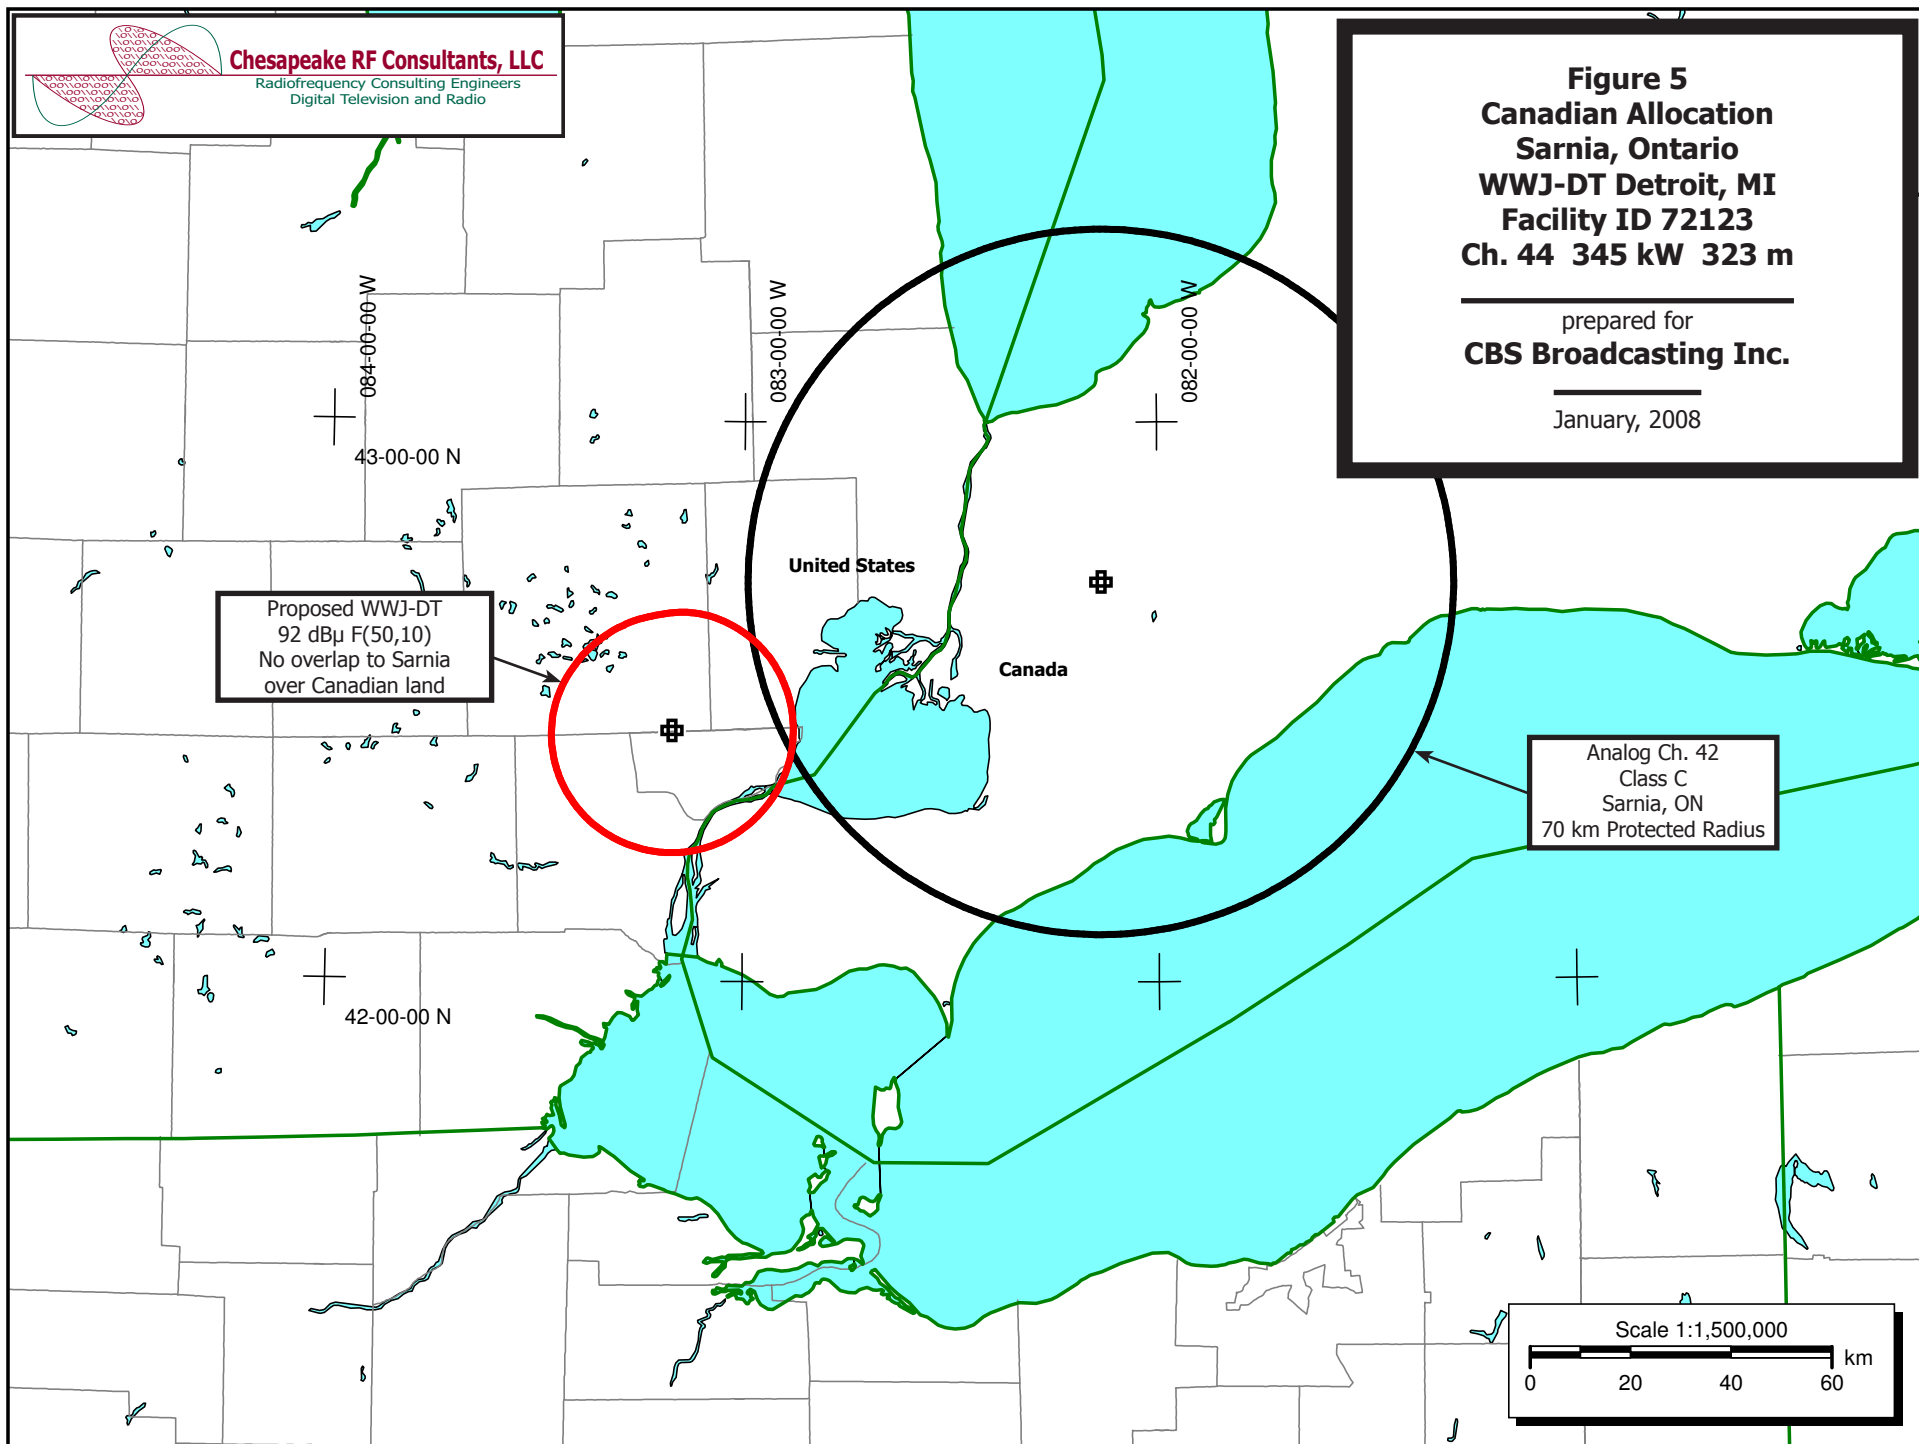 Chesapeake RF Consultants, LLC
Radiofrequency Consulting Engineers
Digital Television and Radio
Figure 5
Canadian Allocation
Sarnia, Ontario
WWJ-DT Detroit, MI
Facility ID 72123
Ch. 44 345 kW 323 m
prepared for
CBS Broadcasting Inc.
January, 2008
084-00-00 W
083-00-00 W
082-00-00 W
43-00-00 N
United States
Canada
Proposed WWJ-DT
92 dBµ F(50,10)
No overlap to Sarnia
over Canadian land
Analog Ch. 42
Class C
Sarnia, ON
70 km Protected Radius
42-00-00 N
Scale 1:1,500,000
km
0 20 40 60